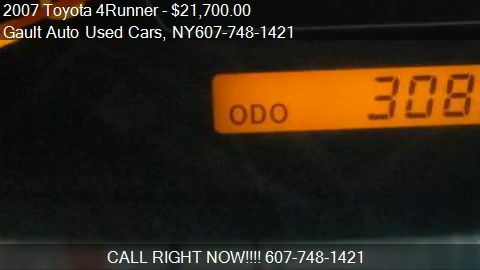 2007 Toyota 4Runner - $21,700.00
Gault Auto Used Cars, NY607-748-1421
ODO 308
CALL RIGHT NOW!!!! 607-748-1421